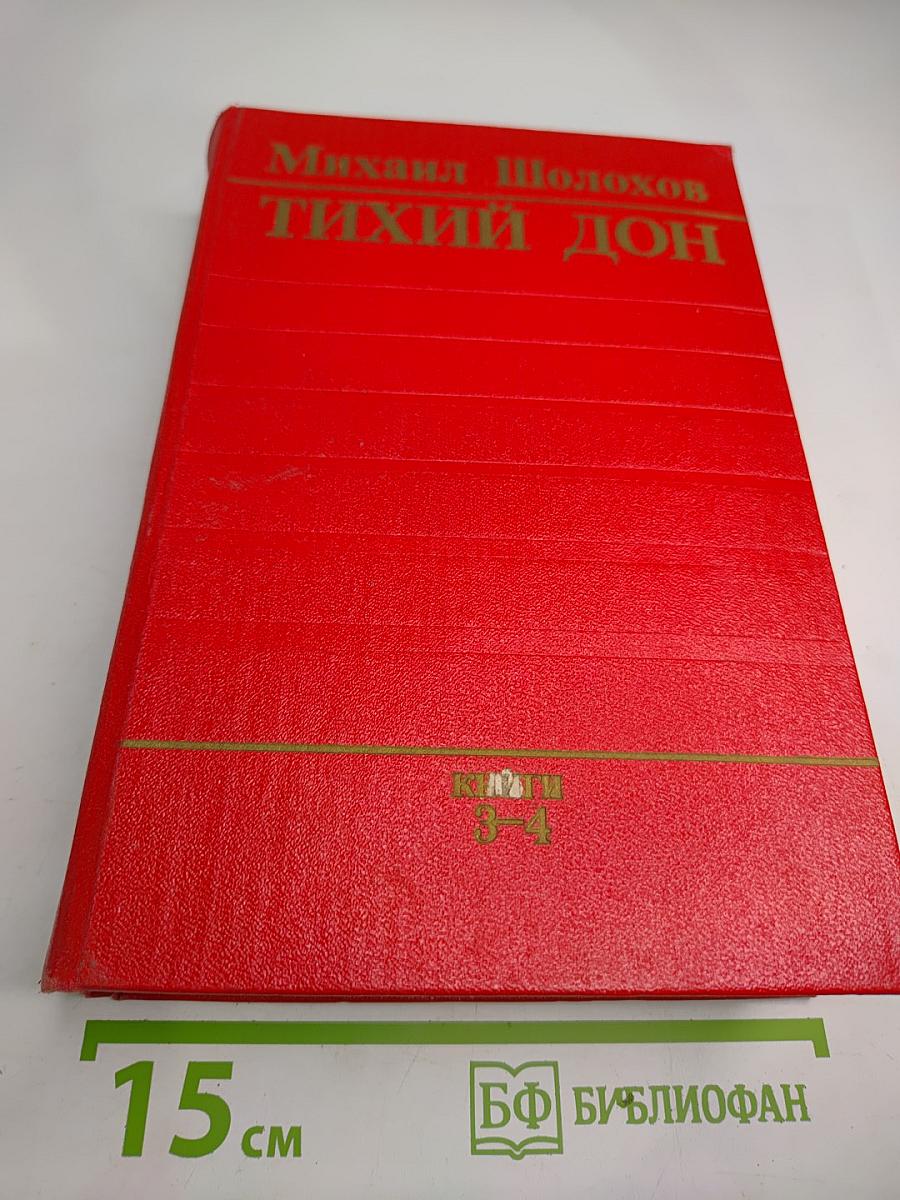 Михаил Шолохов
ТИХИЙ ДОН
КНИГИ
3–4
15 см
БФ БИБЛИОФАН